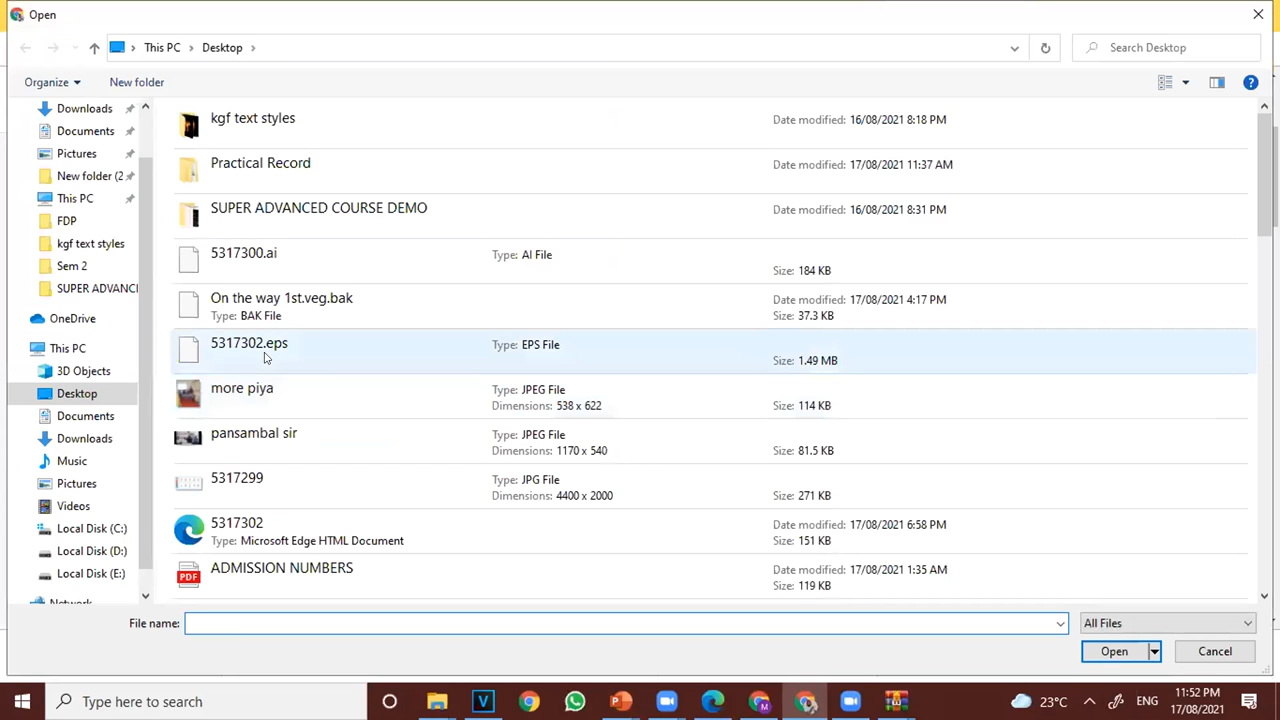 Open
This PC
Desktop
Search Desktop
Organize
New folder
Downloads
Documents
Pictures
New folder (2
This PC
FDP
kgf text styles
Sem 2
SUPER ADVANC
OneDrive
This PC
3D Objects
Desktop
Documents
Downloads
Music
Pictures
Videos
Local Disk (C:)
Local Disk (D:)
Local Disk (E:)
Network
kgf text styles
Date modified: 16/08/2021 8:18 PM
Practical Record
Date modified: 17/08/2021 11:37 AM
SUPER ADVANCED COURSE DEMO
Date modified: 16/08/2021 8:31 PM
5317300.ai
Type: AI File
Size: 184 KB
On the way 1st.veg.bak
Date modified: 17/08/2021 4:17 PM
Type: BAK File
Size: 37.3 KB
5317302.eps
Type: EPS File
Size: 1.49 MB
more piya
Type: JPEG File
Dimensions: 538 x 622
Size: 114 KB
pansambal sir
Type: JPEG File
Dimensions: 1170 x 540
Size: 81.5 KB
5317299
Type: JPG File
Dimensions: 4400 x 2000
Size: 271 KB
5317302
Date modified: 17/08/2021 6:58 PM
Type: Microsoft Edge HTML Document
Size: 151 KB
ADMISSION NUMBERS
Date modified: 17/08/2021 1:35 AM
PDF
Size: 119 KB
File name:
All Files
Open
Cancel
Type here to search
23°C
ENG
11:52 PM
17/08/2021